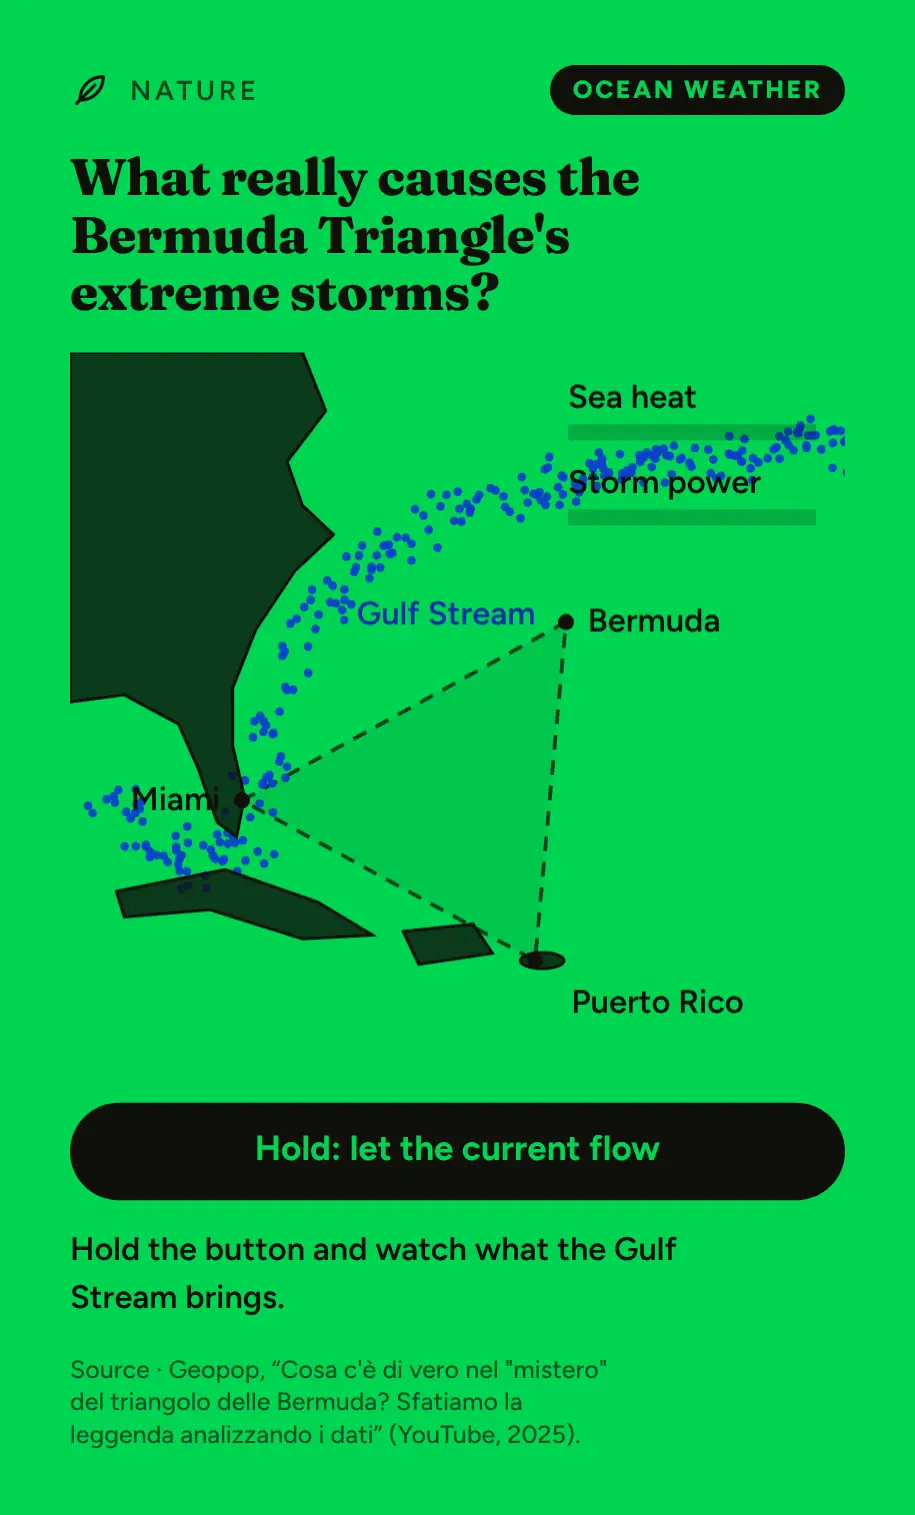 NATURE
OCEAN WEATHER
What really causes the
Bermuda Triangle's
extreme storms?
Sea heat
Storm power
Gulf Stream
Bermuda
Miami
Puerto Rico
Hold: let the current flow
Hold the button and watch what the Gulf
Stream brings.
Source · Geopop, “Cosa c'è di vero nel "mistero"
del triangolo delle Bermuda? Sfatiamo la
leggenda analizzando i dati” (YouTube, 2025).